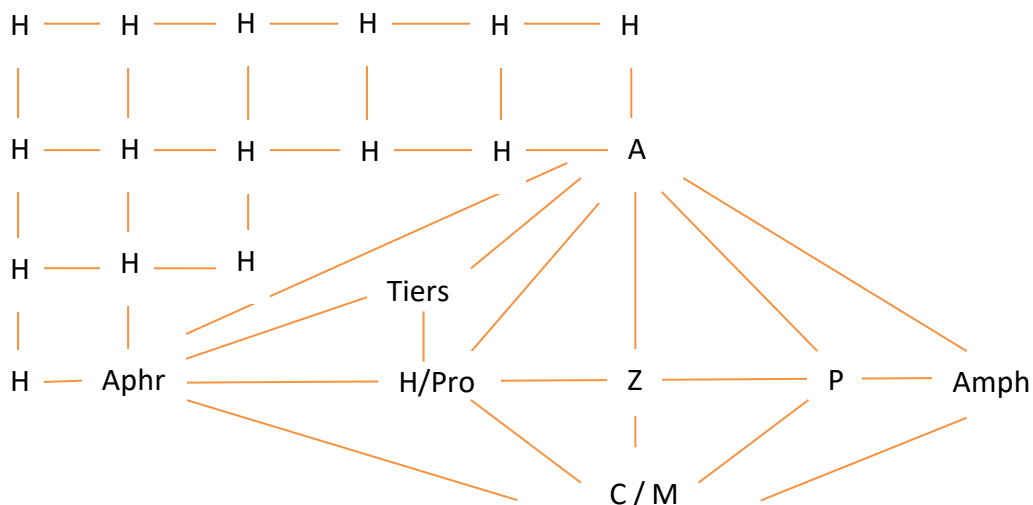 H H H H H H
H H H H H A
H H H
Tiers
H Aphr H/Pro Z P Amph
C / M